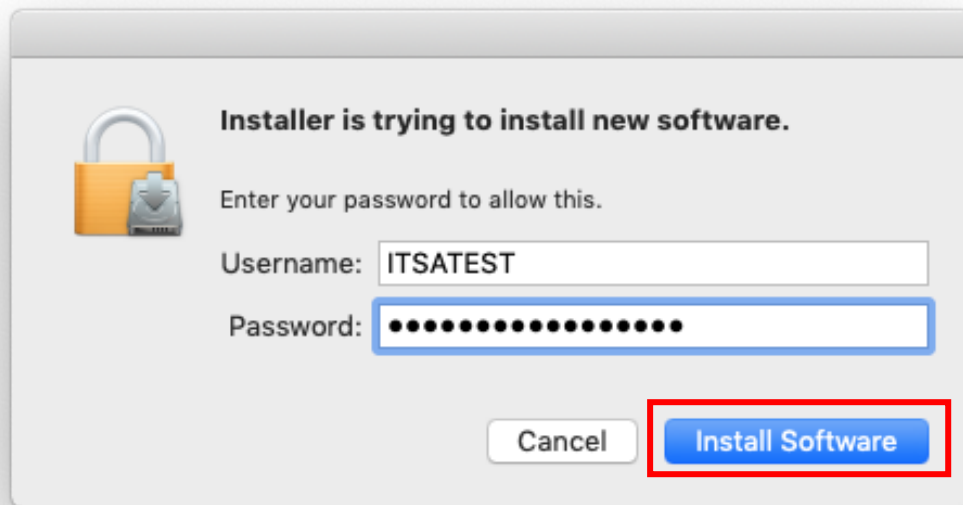 Installer is trying to install new software.
Enter your password to allow this.
Username: ITSATEST
Password: •••••••••••••••••
Cancel Install Software